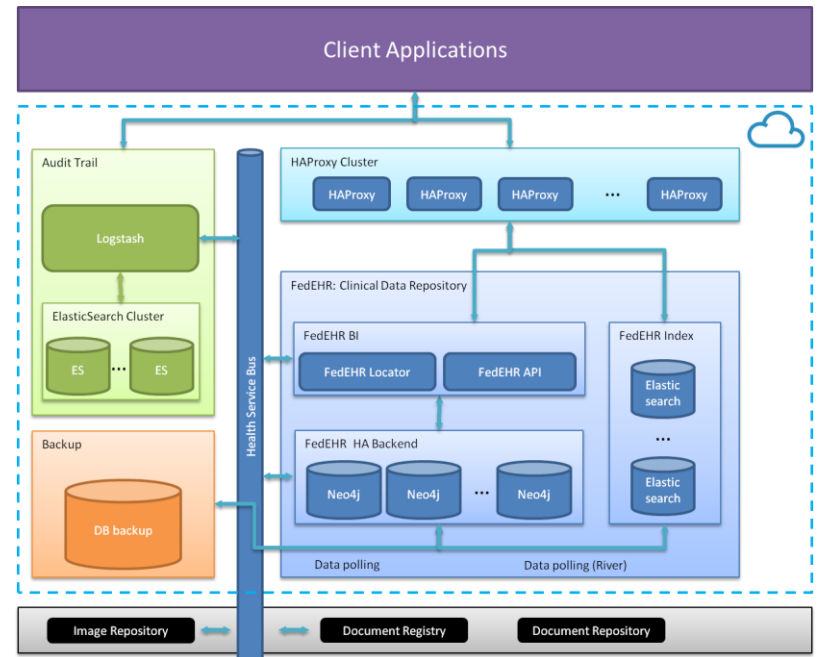 Client Applications
Audit Trail
Logstash
ElasticSearch Cluster
ES
...
ES
Backup
DB backup
Health Service Bus
HAProxy Cluster
HAProxy
HAProxy
HAProxy
...
HAProxy
FedEHR: Clinical Data Repository
FedEHR BI
FedEHR Locator
FedEHR API
FedEHR HA Backend
Neo4j
Neo4j
...
Neo4j
FedEHR Index
Elastic
search
...
Elastic
search
Data polling
Data polling (River)
Image Repository
Document Registry
Document Repository